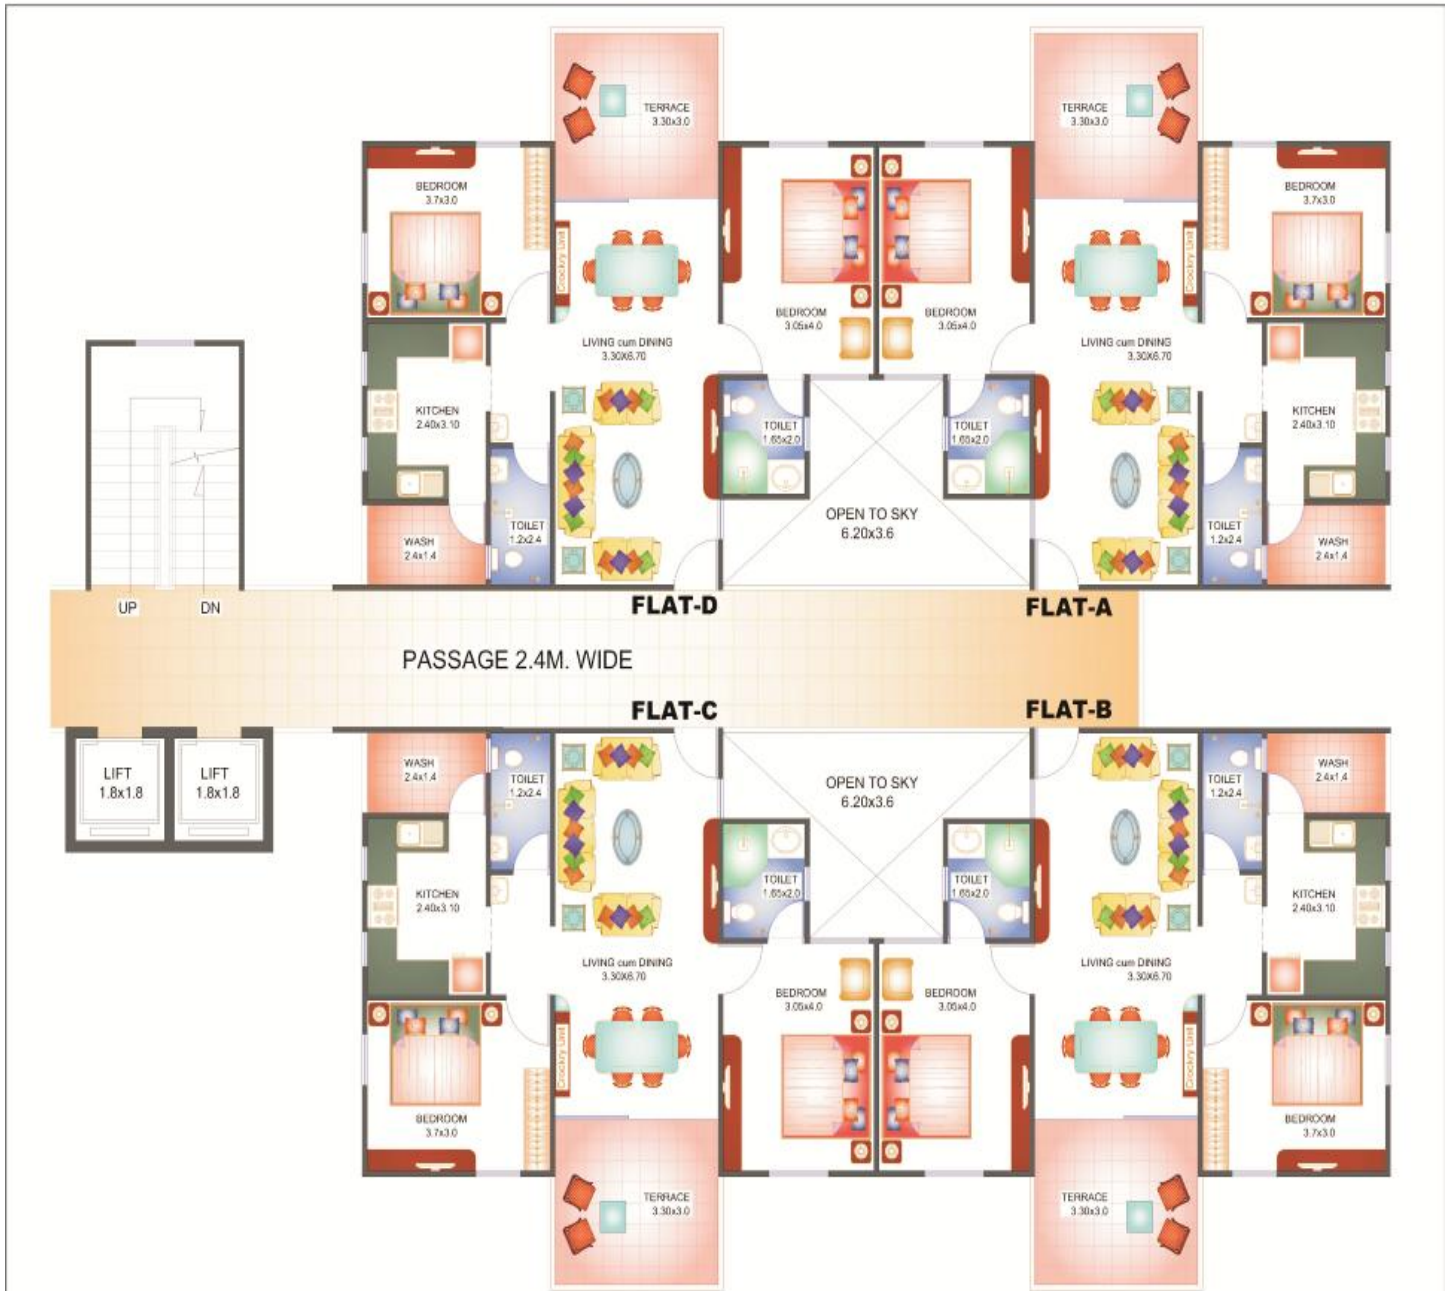 TERRACE
3.30x3.0
TERRACE
3.30x3.0
BEDROOM
3.7x3.0
BEDROOM
3.7x3.0
Crockry Unit
Crockry Unit
BEDROOM
3.05x4.0
BEDROOM
3.05x4.0
LIVING cum DINING
3.30X6.70
LIVING cum DINING
3.30X6.70
KITCHEN
2.40x3.10
TOILET
1.65x2.0
TOILET
1.65x2.0
KITCHEN
2.40x3.10
OPEN TO SKY
6.20x3.6
WASH
2.4x1.4
TOILET
1.2x2.4
TOILET
1.2x2.4
WASH
2.4x1.4
UP
DN
FLAT-D
FLAT-A
PASSAGE 2.4M. WIDE
FLAT-C
FLAT-B
LIFT
1.8x1.8
LIFT
1.8x1.8
WASH
2.4x1.4
TOILET
1.2x2.4
OPEN TO SKY
6.20x3.6
TOILET
1.2x2.4
WASH
2.4x1.4
KITCHEN
2.40x3.10
TOILET
1.65x2.0
TOILET
1.65x2.0
KITCHEN
2.40x3.10
LIVING cum DINING
3.30X6.70
LIVING cum DINING
3.30X6.70
BEDROOM
3.05x4.0
BEDROOM
3.05x4.0
Crockry Unit
Crockry Unit
BEDROOM
3.7x3.0
BEDROOM
3.7x3.0
TERRACE
3.30x3.0
TERRACE
3.30x3.0